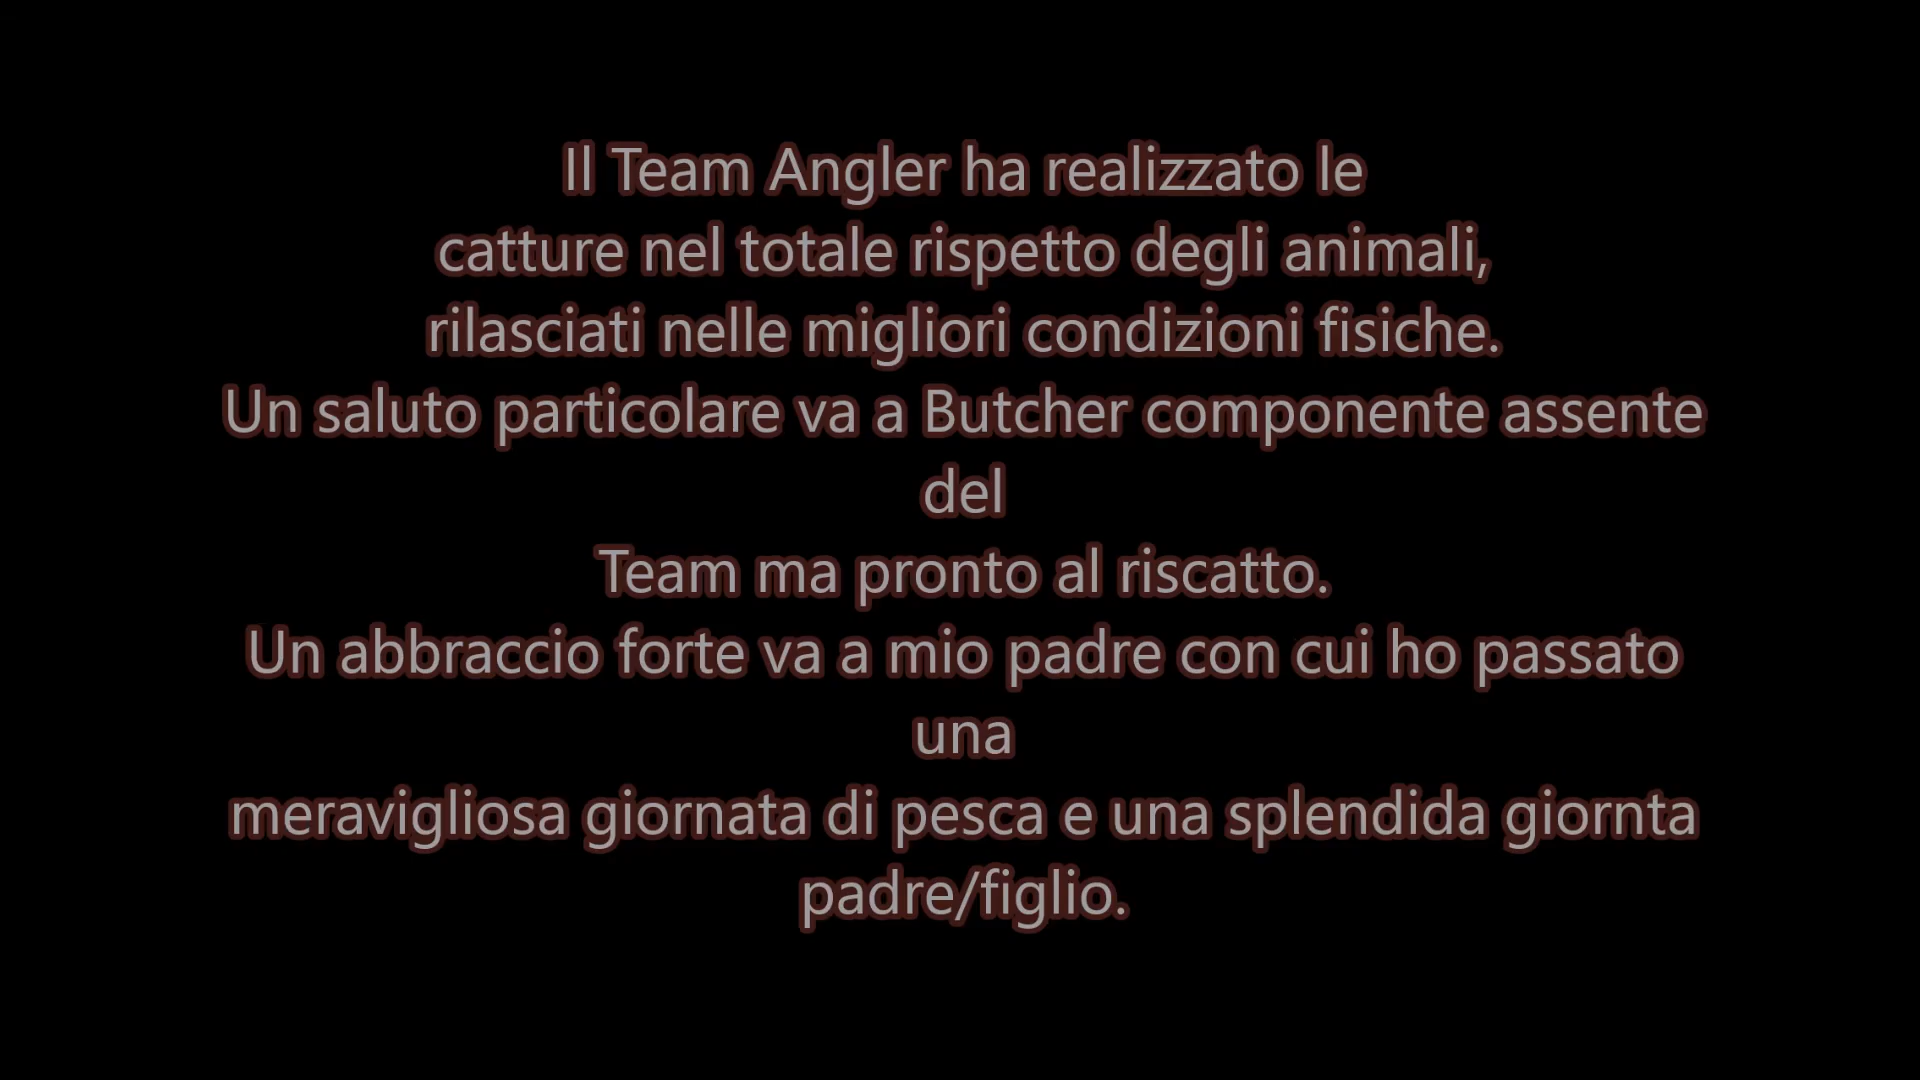 Il Team Angler ha realizzato le
catture nel totale rispetto degli animali,
rilasciati nelle migliori condizioni fisiche.
Un saluto particolare va a Butcher componente assente
del
Team ma pronto al riscatto.
Un abbraccio forte va a mio padre con cui ho passato
una
meravigliosa giornata di pesca e una splendida giornta
padre/figlio.